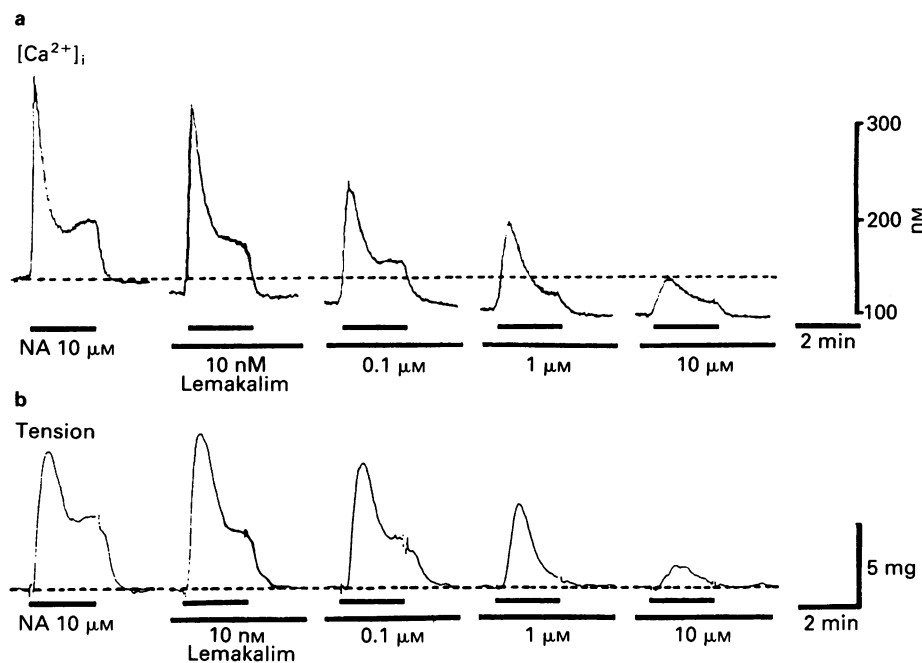 a
[Ca²⁺]ᵢ
300
200
nM
100
NA 10 μM
10 nM
Lemakalim
0.1 μM
1 μM
10 μM
2 min
b
Tension
5 mg
NA 10 μM
10 nM
Lemakalim
0.1 μM
1 μM
10 μM
2 min